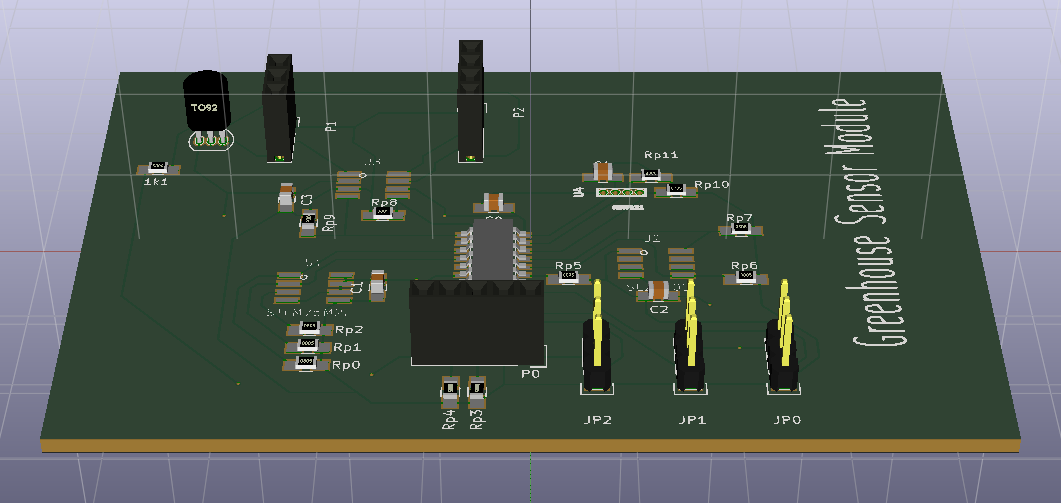 TO92
P1
P2
1k1
C3
Rp8
Rp9
Rp11
U4
Rp10
Rp7
Rp5
J2
Rp6
C1
C2
Rp2
Rp1
Rp0
P0
Rp4
Rp3
JP2
JP1
JP0
Greenhouse Sensor Module